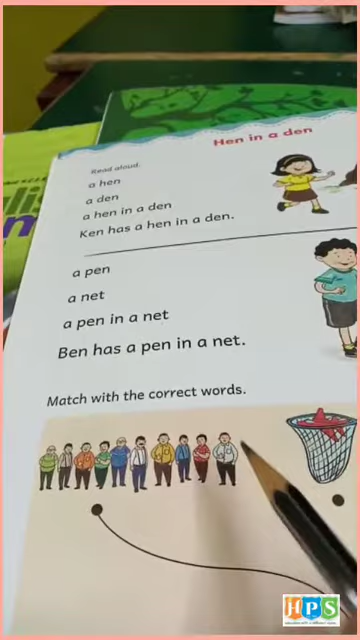 Hen in a den
Read aloud.
a hen
a den
a hen in a den
Ken has a hen in a den.
a pen
a net
a pen in a net
Ben has a pen in a net.
Match with the correct words.
HPS